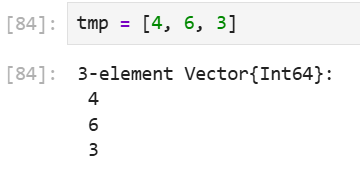 [84]: tmp = [4, 6, 3]
[84]: 3-element Vector{Int64}:
4
6
3